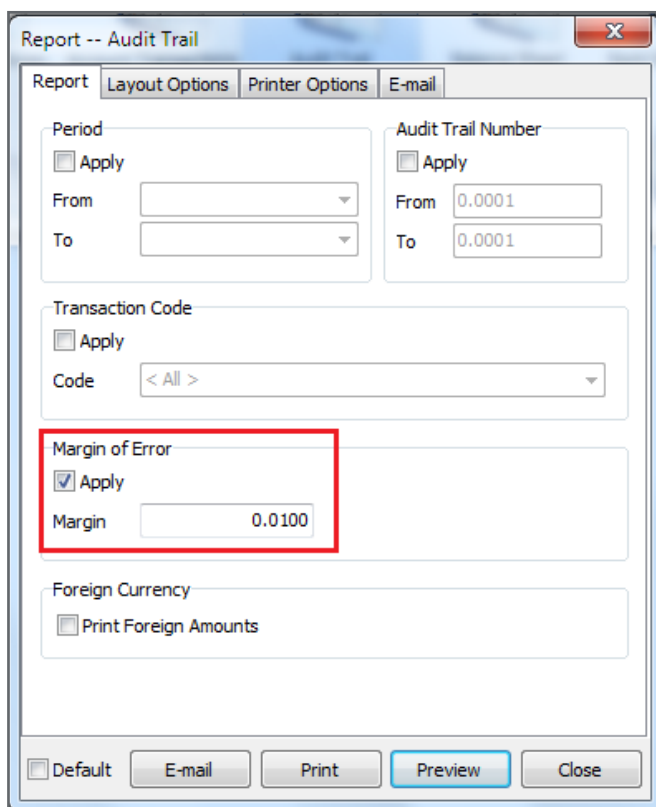 Report -- Audit Trail
Report Layout Options Printer Options E-mail
Period
Apply
From
To
Audit Trail Number
Apply
From 0.0001
To 0.0001
Transaction Code
Apply
Code < All >
Margin of Error
Apply
Margin 0.0100
Foreign Currency
Print Foreign Amounts
Default E-mail Print Preview Close